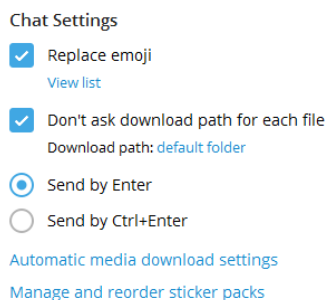 Chat Settings
Replace emoji
View list
Don't ask download path for each file
Download path: default folder
Send by Enter
Send by Ctrl+Enter
Automatic media download settings
Manage and reorder sticker packs